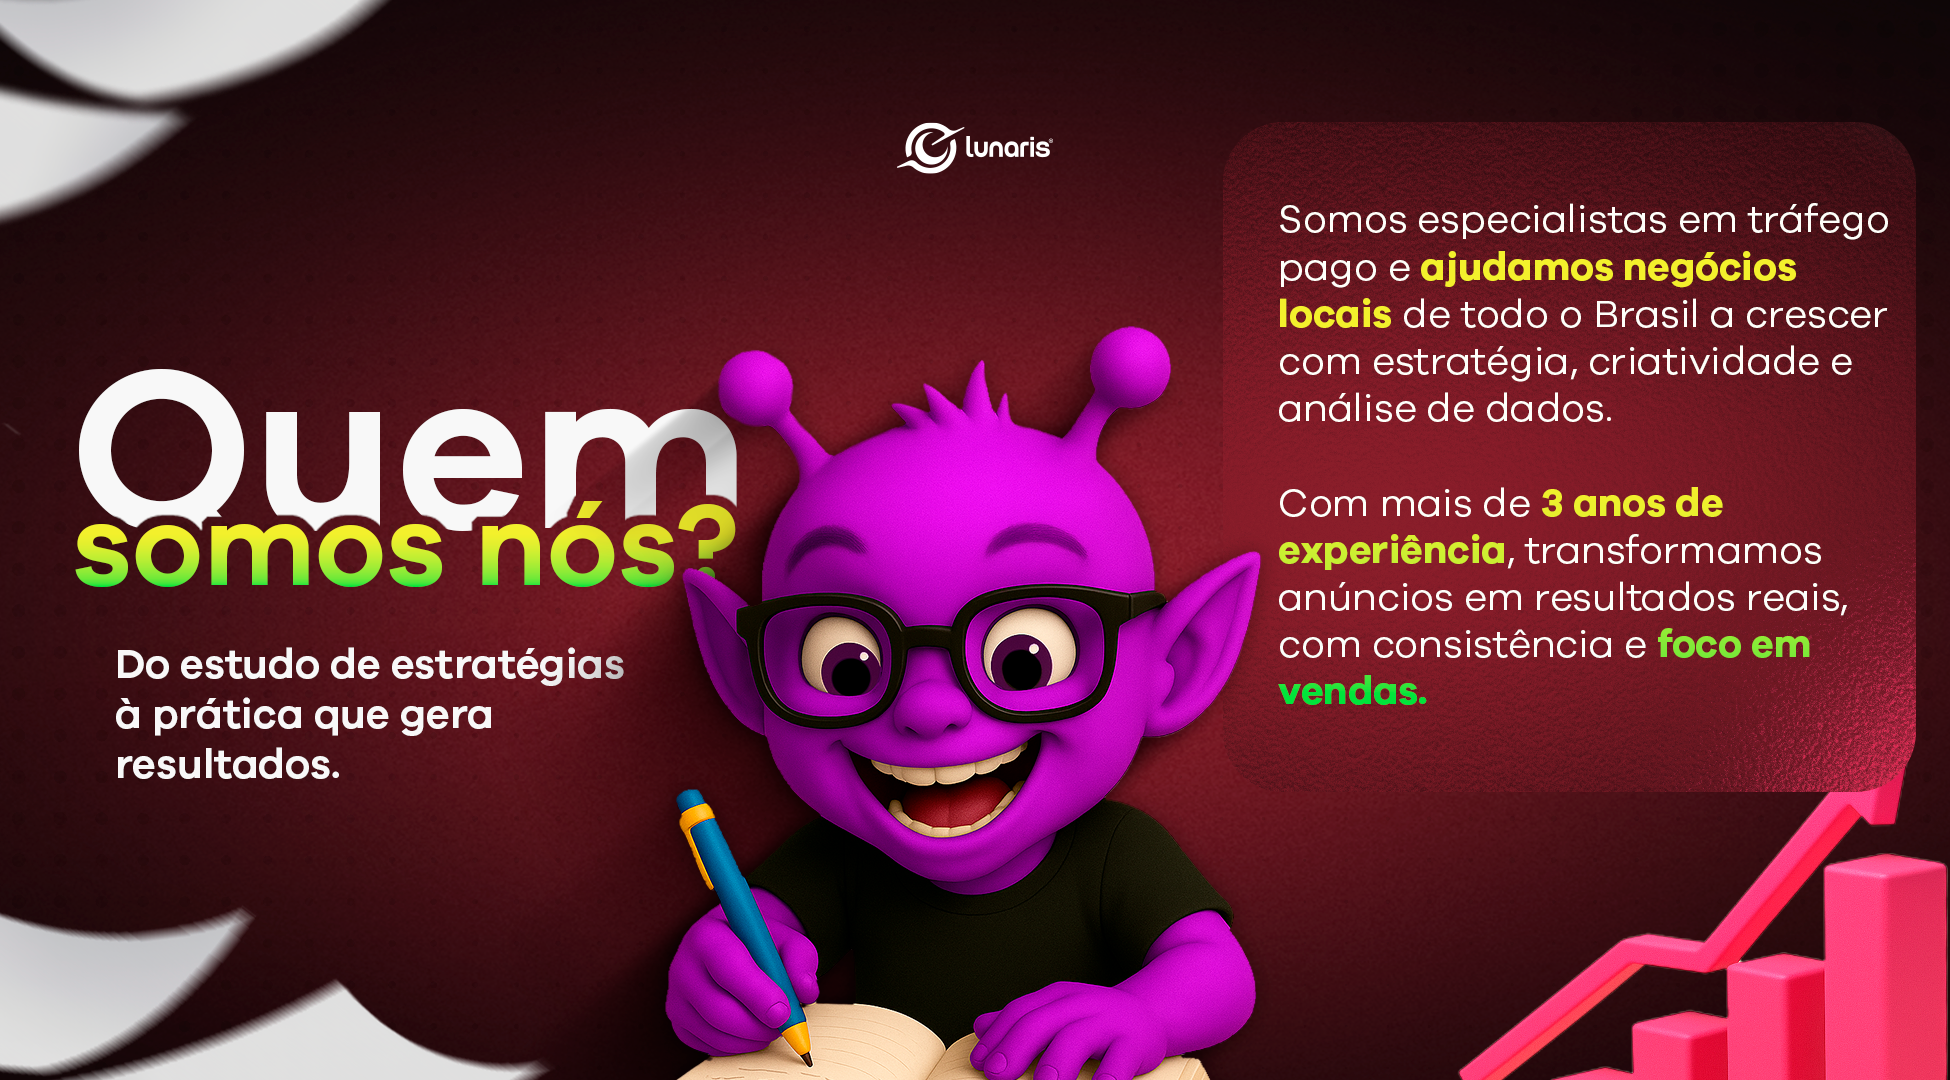 lunaris
Quem
somos nós?
Do estudo de estratégias
à prática que gera
resultados.
Somos especialistas em tráfego
pago e ajudamos negócios
locais de todo o Brasil a crescer
com estratégia, criatividade e
análise de dados.
Com mais de 3 anos de
experiência, transformamos
anúncios em resultados reais,
com consistência e foco em
vendas.